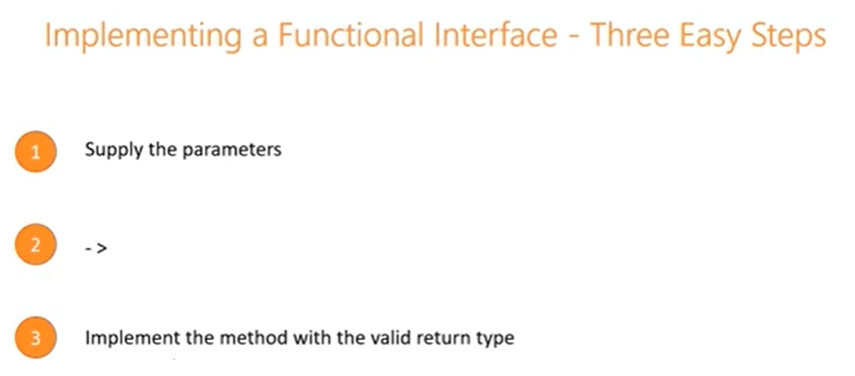 Implementing a Functional Interface - Three Easy Steps
1 Supply the parameters
2 ->
3 Implement the method with the valid return type